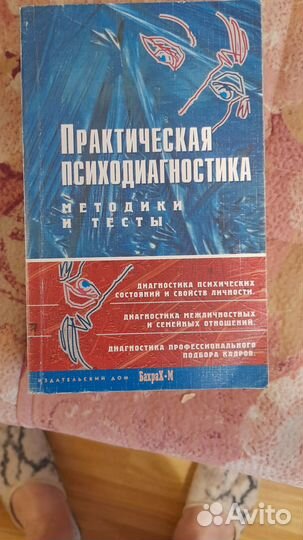 Практическая
психодиагностика
методики
и тесты
Диагностика психических
состояний и свойств личности.
Диагностика межличностных
и семейных отношений.
Диагностика профессионального
подбора кадров.
издательский дом БахраХ-М
Avito